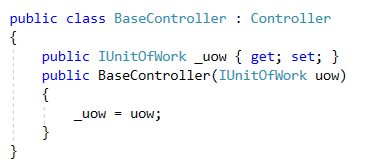 public class BaseController : Controller
{
    public IUnitOfWork _uow { get; set; }
    public BaseController(IUnitOfWork uow)
    {
        _uow = uow;
    }
}